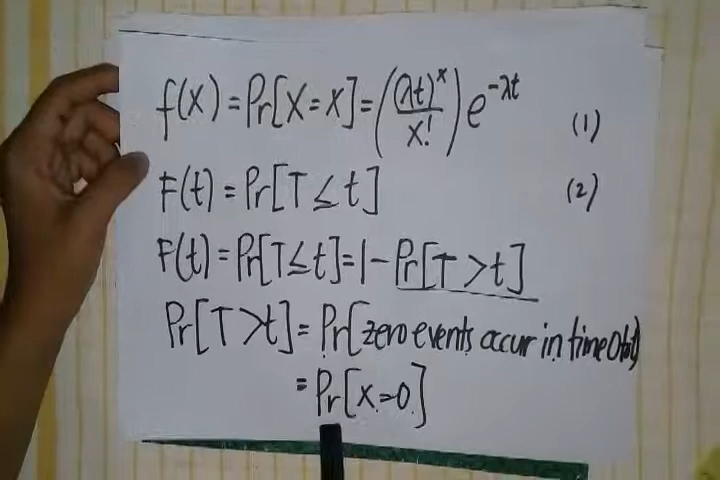 f(x) = Pr[X = x] = ((λt)^x / x!) e^{-λt} (1)
F(t) = Pr[T ≤ t] (2)
F(t) = Pr[T ≤ t] = 1 - Pr[T > t]
Pr[T > t] = Pr[zero events occur in time 0 to t]
= Pr[X = 0]